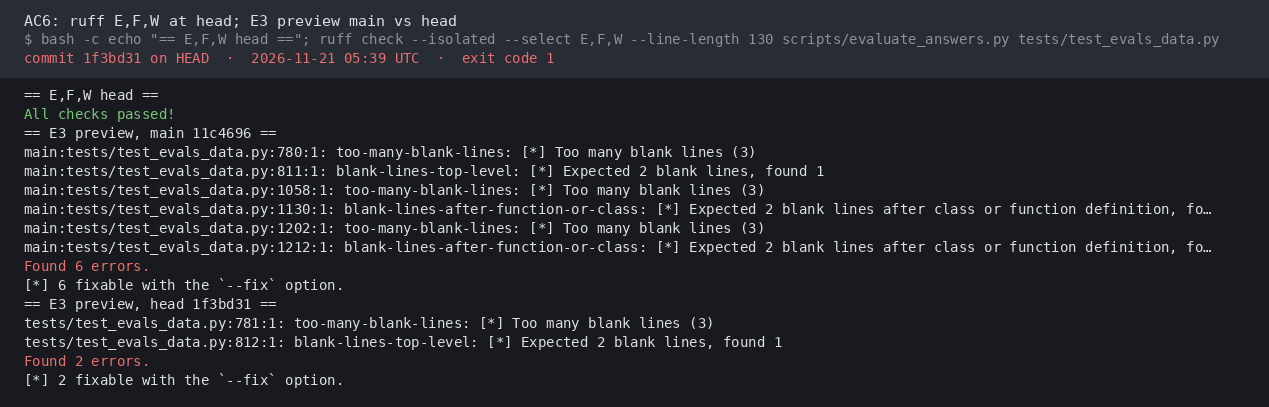 AC6: ruff E,F,W at head; E3 preview main vs head
$ bash -c echo "== E,F,W head =="; ruff check --isolated --select E,F,W --line-length 130 scripts/evaluate_answers.py tests/test_evals_data.py
commit 1f3bd31 on HEAD · 2026-11-21 05:39 UTC · exit code 1
== E,F,W head ==
All checks passed!
== E3 preview, main 11c4696 ==
main:tests/test_evals_data.py:780:1: too-many-blank-lines: [*] Too many blank lines (3)
main:tests/test_evals_data.py:811:1: blank-lines-top-level: [*] Expected 2 blank lines, found 1
main:tests/test_evals_data.py:1058:1: too-many-blank-lines: [*] Too many blank lines (3)
main:tests/test_evals_data.py:1130:1: blank-lines-after-function-or-class: [*] Expected 2 blank lines after class or function definition, fo…
main:tests/test_evals_data.py:1202:1: too-many-blank-lines: [*] Too many blank lines (3)
main:tests/test_evals_data.py:1212:1: blank-lines-after-function-or-class: [*] Expected 2 blank lines after class or function definition, fo…
Found 6 errors.
[*] 6 fixable with the `--fix` option.
== E3 preview, head 1f3bd31 ==
tests/test_evals_data.py:781:1: too-many-blank-lines: [*] Too many blank lines (3)
tests/test_evals_data.py:812:1: blank-lines-top-level: [*] Expected 2 blank lines, found 1
Found 2 errors.
[*] 2 fixable with the `--fix` option.